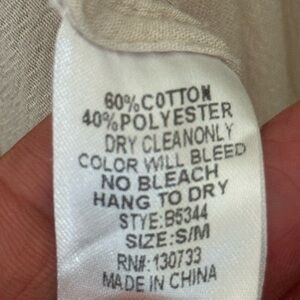 60%COTTON
40%POLYESTER
DRY CLEANONLY
COLOR WILL BLEED
NO BLEACH
HANG TO DRY
STYE:B5344
SIZE:S/M
RN#:130733
MADE IN CHINA